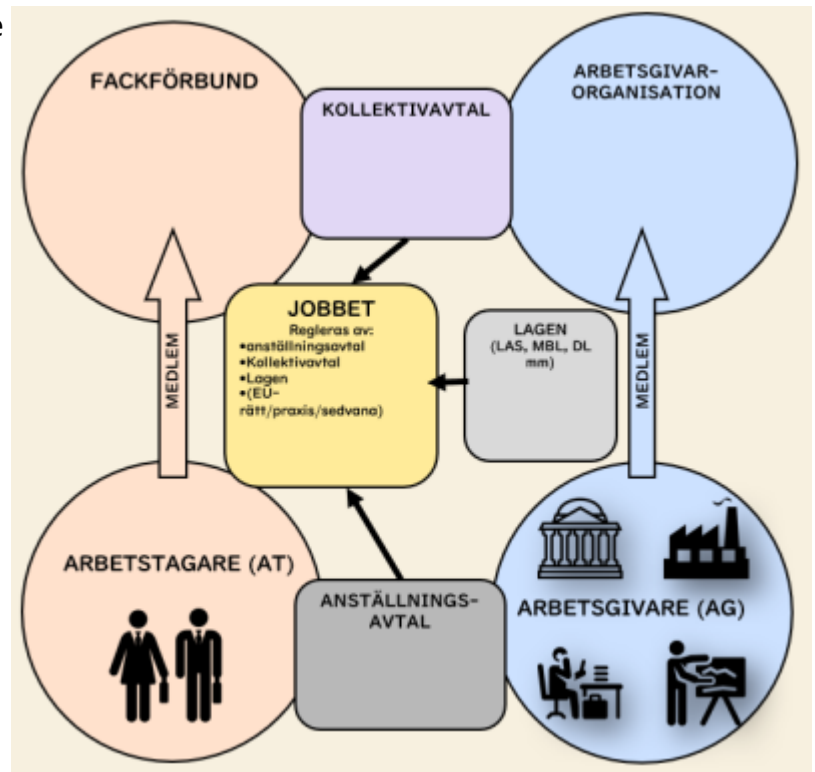 e
FACKFÖRBUND
ARBETSGIVAR-
ORGANISATION
KOLLEKTIVAVTAL
JOBBET
Regleras av:
•anställningsavtal
•Kollektivavtal
•Lagen
•(EU-
rätt/praxis/sedvana)
LAGEN
(LAS, MBL, DL
mm)
MEDLEM
MEDLEM
ARBETSTAGARE (AT)
ANSTÄLLNINGS-
AVTAL
ARBETSGIVARE (AG)